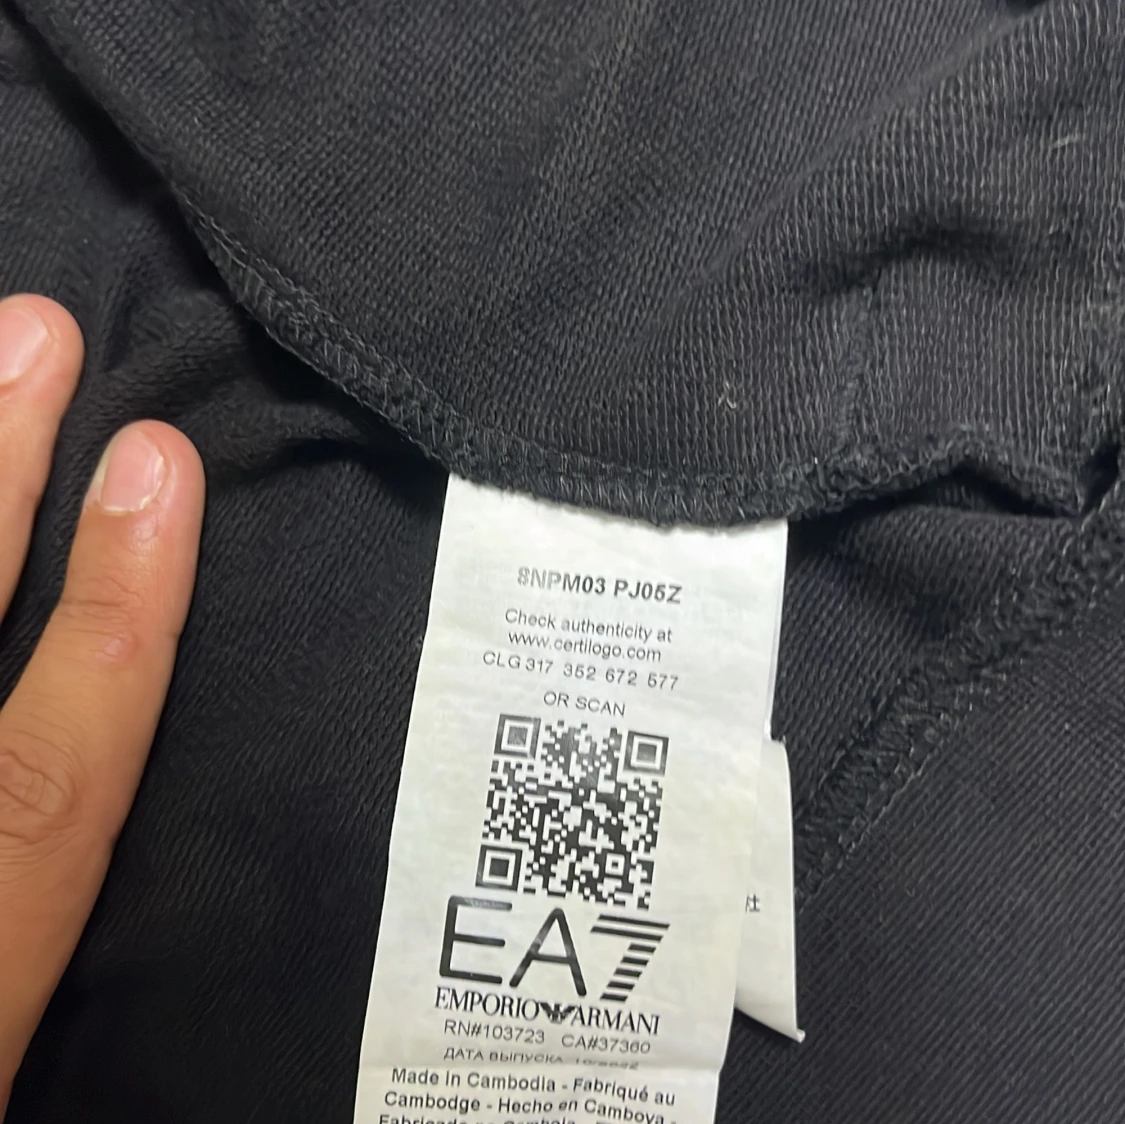 8NPM03 PJ05Z
Check authenticity at
www.certilogo.com
CLG 317 352 672 577
OR SCAN
EA7
EMPORIO ARMANI
RN#103723 CA#37360
ДАТА ВЫПУСКА
Made in Cambodia - Fabriqué au
Cambodge - Hecho en Camboya -
社